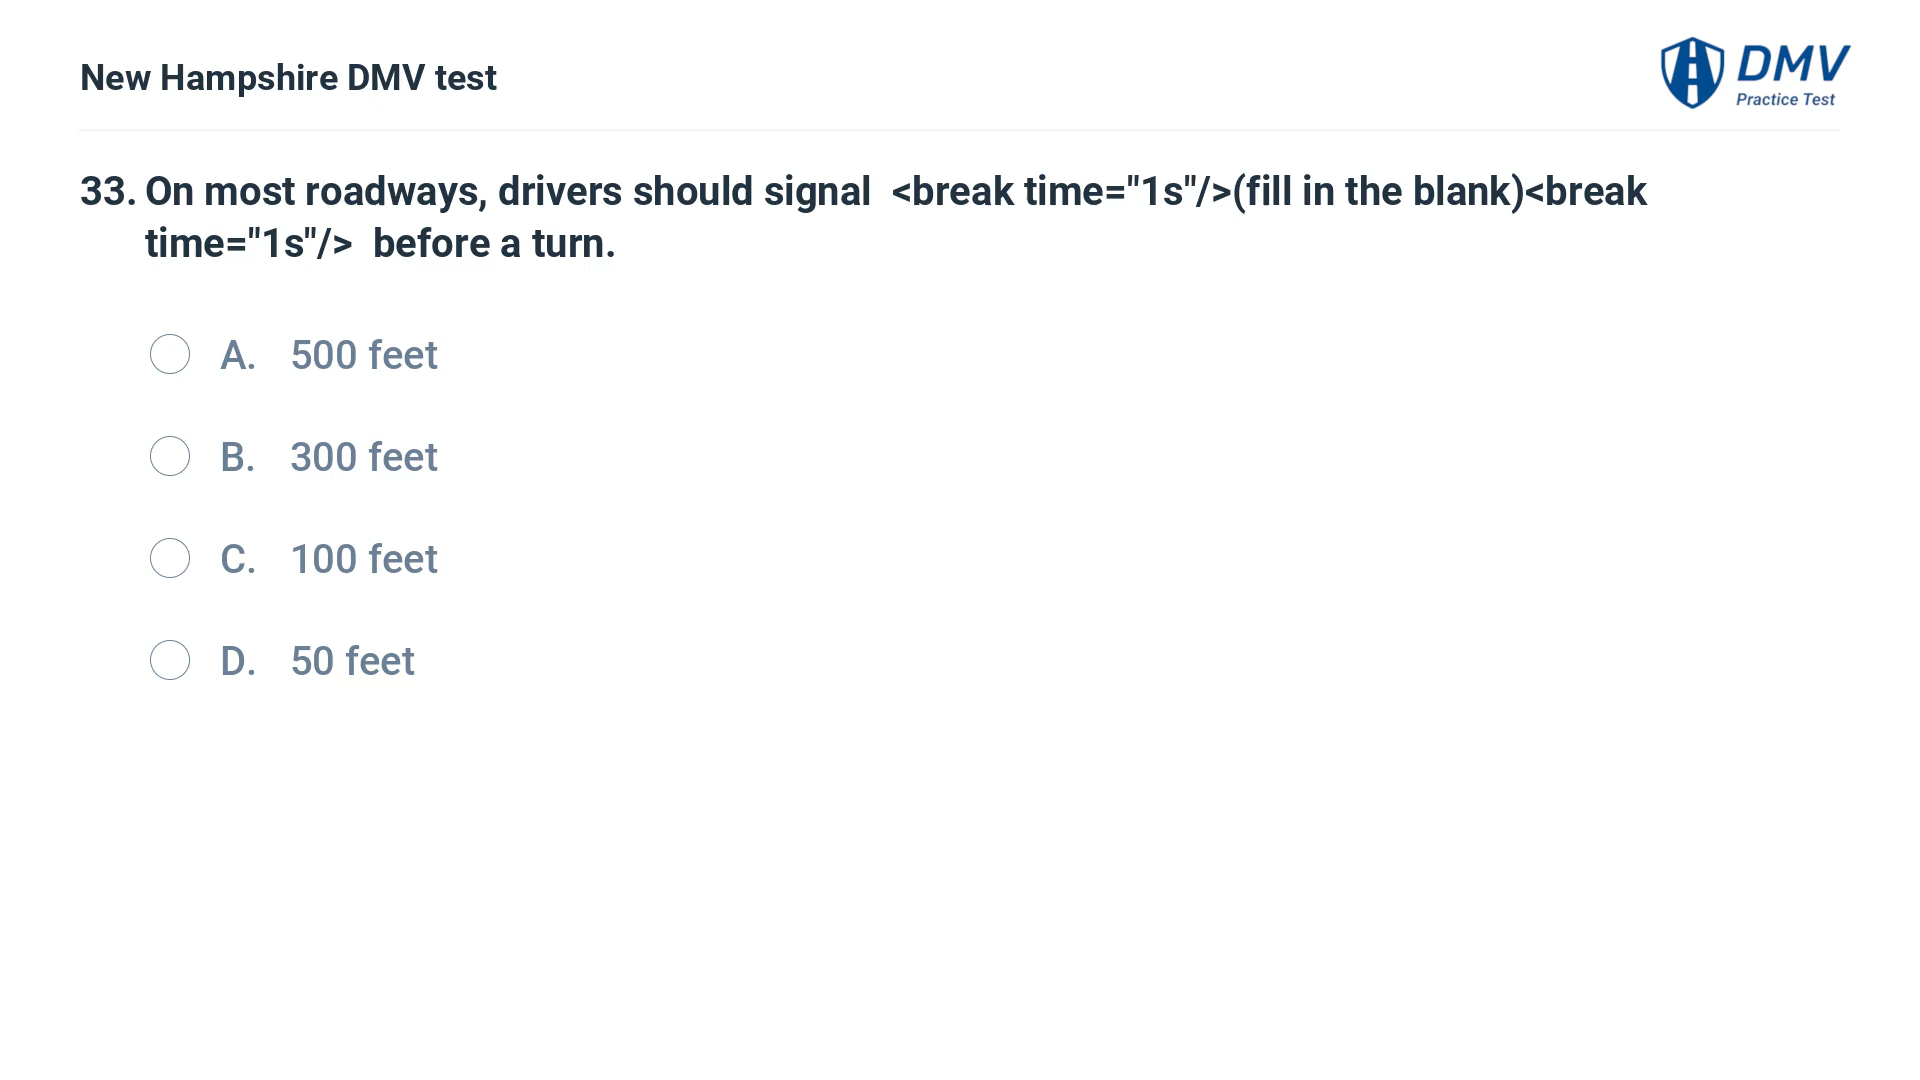 New Hampshire DMV test
DMV
Practice Test
33. On most roadways, drivers should signal  <break time="1s"/>(fill in the blank)<break
time="1s"/>  before a turn.
A. 500 feet
B. 300 feet
C. 100 feet
D. 50 feet